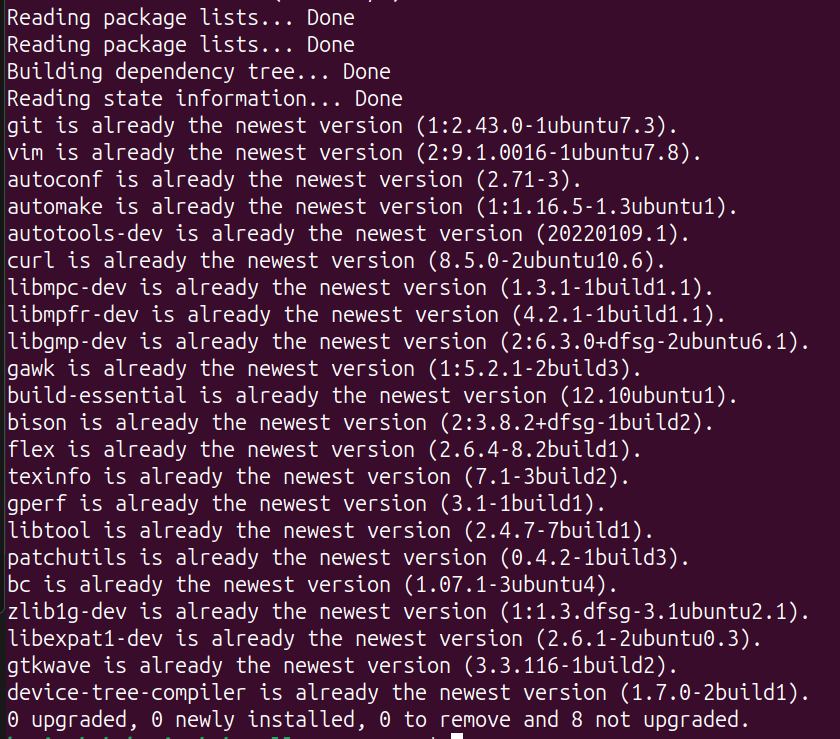 Reading package lists... Done
Reading package lists... Done
Building dependency tree... Done
Reading state information... Done
git is already the newest version (1:2.43.0-1ubuntu7.3).
vim is already the newest version (2:9.1.0016-1ubuntu7.8).
autoconf is already the newest version (2.71-3).
automake is already the newest version (1:1.16.5-1.3ubuntu1).
autotools-dev is already the newest version (20220109.1).
curl is already the newest version (8.5.0-2ubuntu10.6).
libmpc-dev is already the newest version (1.3.1-1build1.1).
libmpfr-dev is already the newest version (4.2.1-1build1.1).
libgmp-dev is already the newest version (2:6.3.0+dfsg-2ubuntu6.1).
gawk is already the newest version (1:5.2.1-2build3).
build-essential is already the newest version (12.10ubuntu1).
bison is already the newest version (2:3.8.2+dfsg-1build2).
flex is already the newest version (2.6.4-8.2build1).
texinfo is already the newest version (7.1-3build2).
gperf is already the newest version (3.1-1build1).
libtool is already the newest version (2.4.7-7build1).
patchutils is already the newest version (0.4.2-1build3).
bc is already the newest version (1.07.1-3ubuntu4).
zlib1g-dev is already the newest version (1:1.3.dfsg-3.1ubuntu2.1).
libexpat1-dev is already the newest version (2.6.1-2ubuntu0.3).
gtkwave is already the newest version (3.3.116-1build2).
device-tree-compiler is already the newest version (1.7.0-2build1).
0 upgraded, 0 newly installed, 0 to remove and 8 not upgraded.